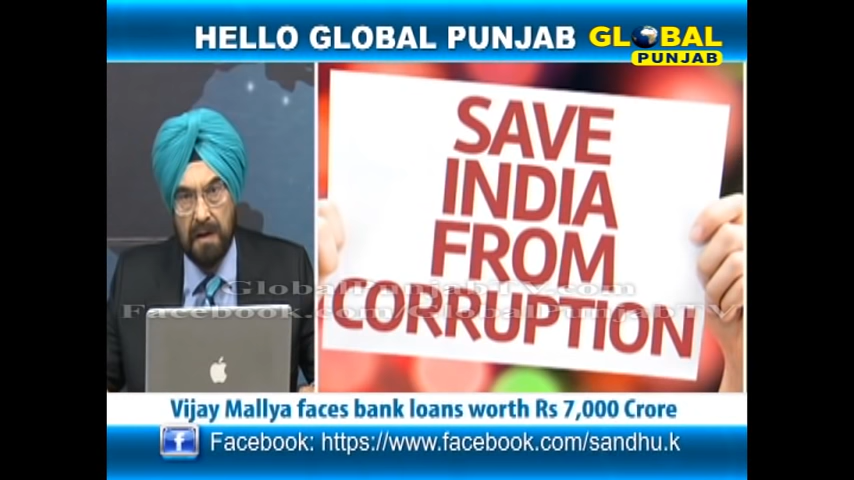 HELLO GLOBAL PUNJAB
GLOBAL
PUNJAB
SAVE
INDIA
FROM
CORRUPTION
GlobalPunjabTV.com
Facebook.com/GlobalPunjabTV
Vijay Mallya faces bank loans worth Rs 7,000 Crore
f Facebook: https://www.facebook.com/sandhu.k